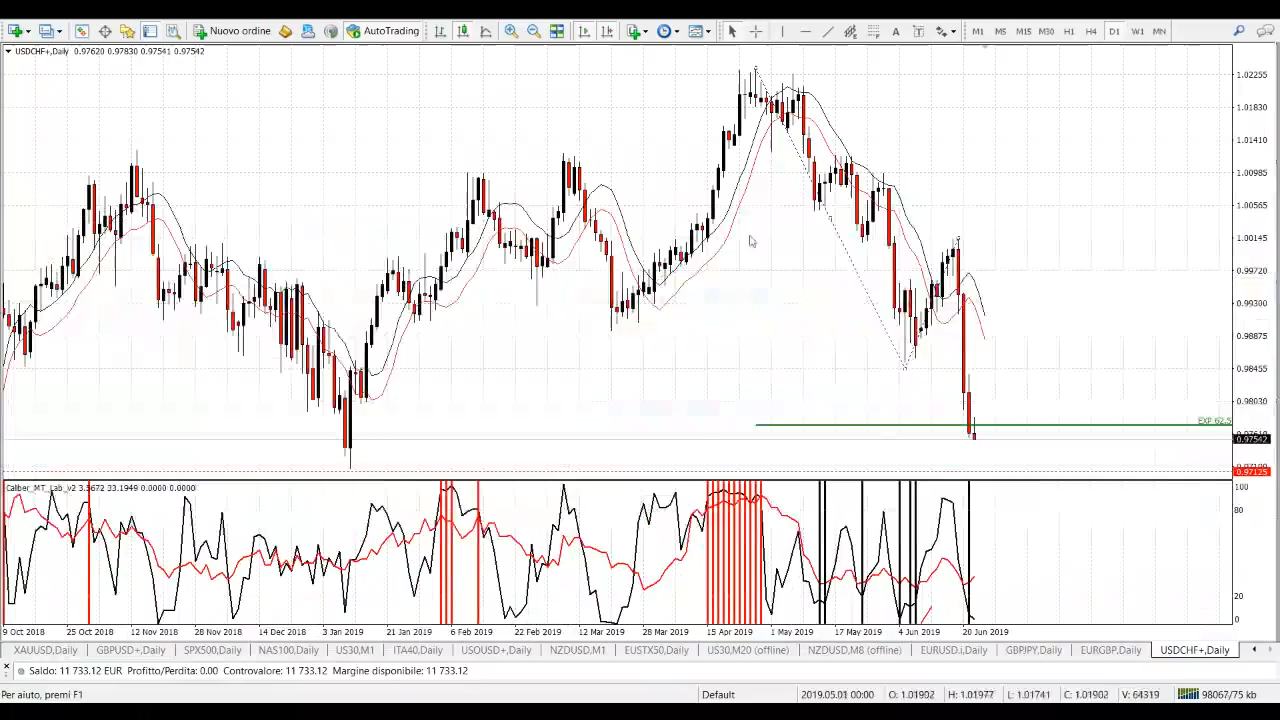 Nuovo ordine AutoTrading A T M1 M5 M15 M30 H1 H4 D1 W1 MN
USDCHF+,Daily 0.97620 0.97830 0.97541 0.97542
1.02255
1.01830
1.01410
1.00985
1.00565
1.00145
0.99720
0.99300
0.98875
0.98455
0.98030
EXP 62.5
0.97542
0.97125
Caliber_MT_Lab_v2 3.5672 33.1949 0.0000 0.0000
100
80
20
0
9 Oct 2018 25 Oct 2018 12 Nov 2018 28 Nov 2018 14 Dec 2018 3 Jan 2019 21 Jan 2019 6 Feb 2019 22 Feb 2019 12 Mar 2019 28 Mar 2019 15 Apr 2019 1 May 2019 17 May 2019 4 Jun 2019 20 Jun 2019
XAUUSD,Daily GBPUSD+,Daily SPX500,Daily NAS100,Daily US30,M1 ITA40,Daily USOUSD+,Daily NZDUSD,M1 EUSTX50,Daily US30,M20 (offline) NZDUSD,M8 (offline) EURUSD.i,Daily GBPJPY,Daily EURGBP,Daily USDCHF+,Daily
Saldo: 11 733.12 EUR Profitto/Perdita: 0.00 Controvalore: 11 733.12 Margine disponibile: 11 733.12
Per aiuto, premi F1 Default 2019.05.01 00:00 O: 1.01902 H: 1.01977 L: 1.01741 C: 1.01902 V: 64319 98067/75 kb